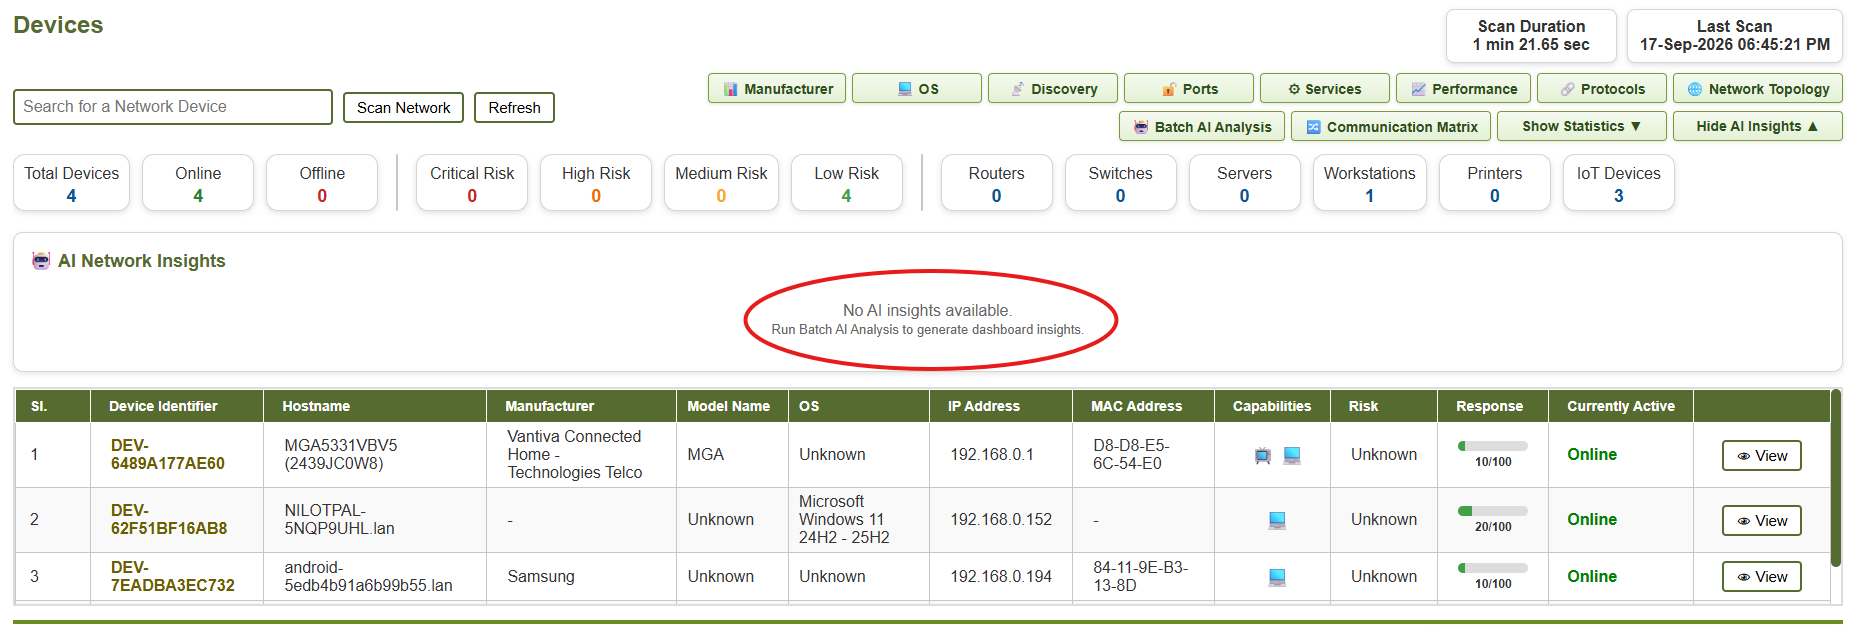 Devices
Scan Duration
1 min 21.65 sec
Last Scan
17-Sep-2026 06:45:21 PM
Search for a Network Device
Scan Network
Refresh
Manufacturer
OS
Discovery
Ports
Services
Performance
Protocols
Network Topology
Batch AI Analysis
Communication Matrix
Show Statistics ▼
Hide AI Insights ▲
Total Devices
4
Online
4
Offline
0
Critical Risk
0
High Risk
0
Medium Risk
0
Low Risk
4
Routers
0
Switches
0
Servers
0
Workstations
1
Printers
0
IoT Devices
3
AI Network Insights
No AI insights available.
Run Batch AI Analysis to generate dashboard insights.
Sl.
Device Identifier
Hostname
Manufacturer
Model Name
OS
IP Address
MAC Address
Capabilities
Risk
Response
Currently Active
1
DEV-
6489A177AE60
MGA5331VBV5
(2439JC0W8)
Vantiva Connected
Home -
Technologies Telco
MGA
Unknown
192.168.0.1
D8-D8-E5-
6C-54-E0
Unknown
10/100
Online
View
2
DEV-
62F51BF16AB8
NILOTPAL-
5NQP9UHL.lan
-
Unknown
Microsoft
Windows 11
24H2 - 25H2
192.168.0.152
-
Unknown
20/100
Online
View
3
DEV-
7EADBA3EC732
android-
5edb4b91a6b99b55.lan
Samsung
Unknown
Unknown
192.168.0.194
84-11-9E-B3-
13-8D
Unknown
10/100
Online
View